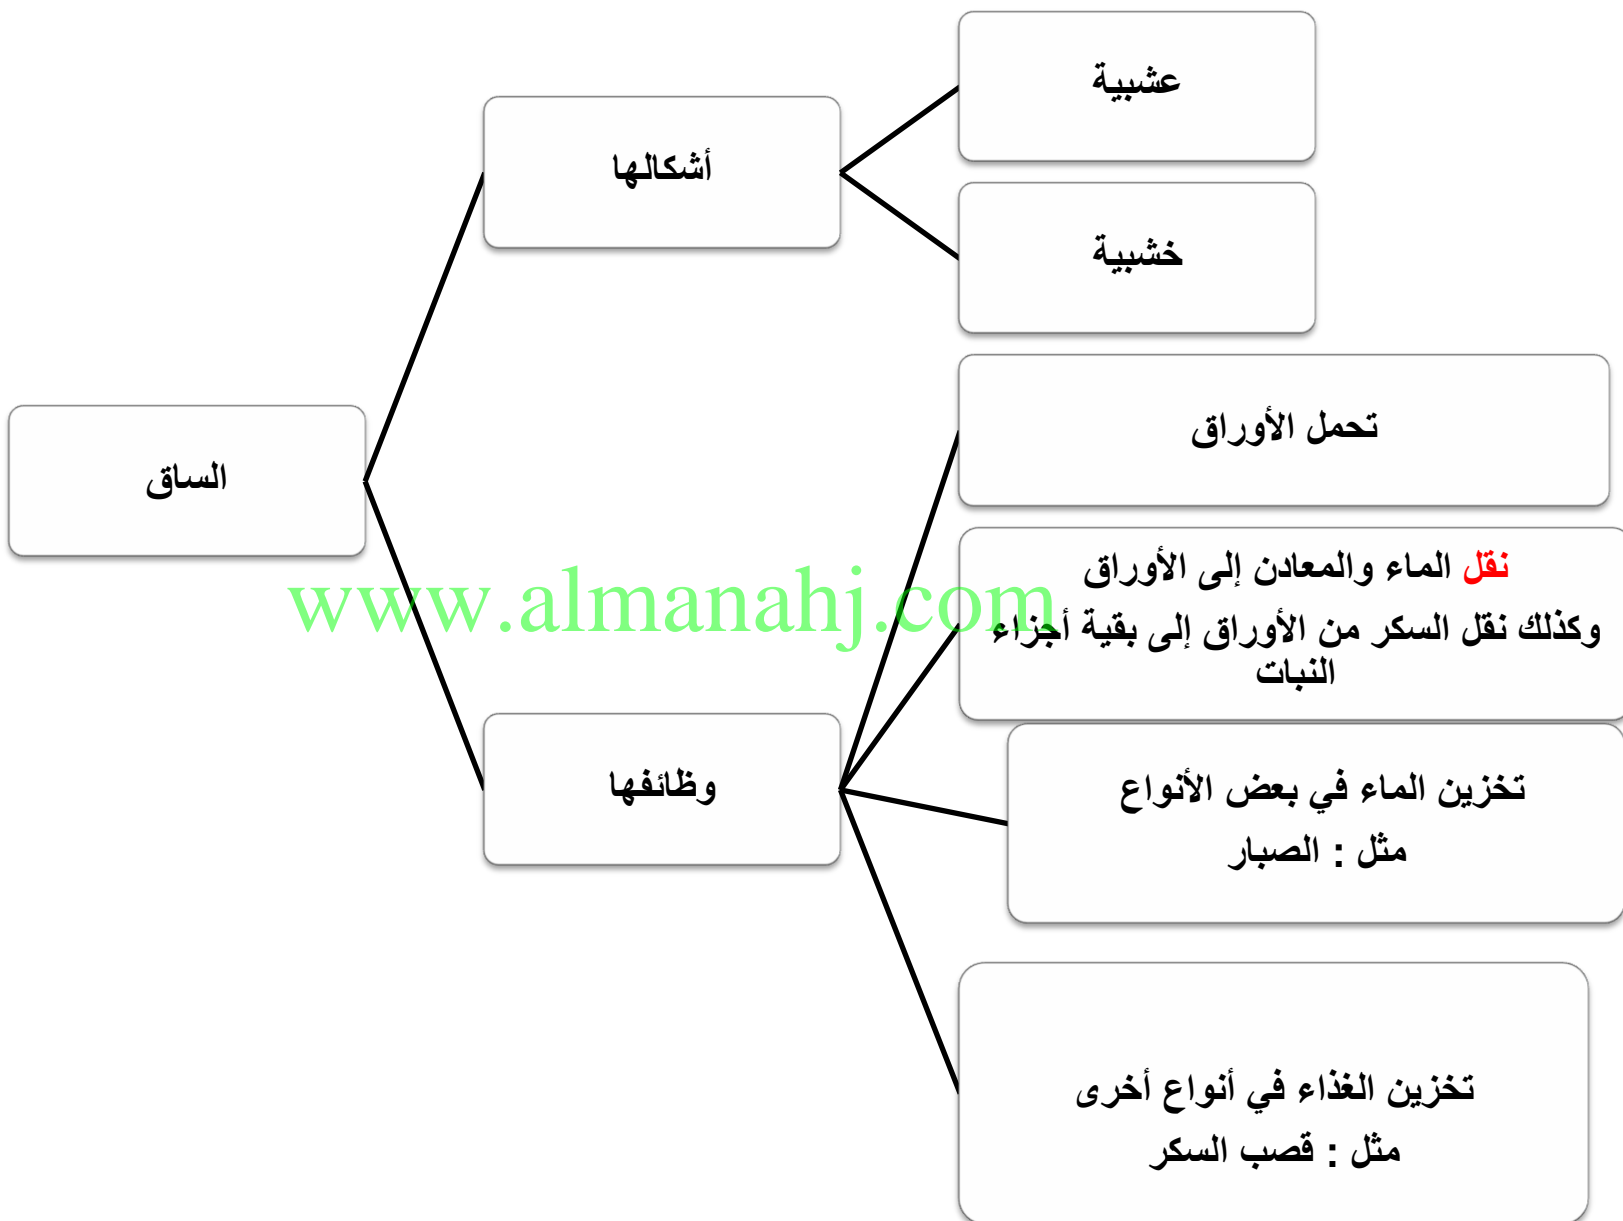 الساق
أشكالها
عشبية
خشبية
وظائفها
تحمل الأوراق
نقل الماء والمعادن إلى الأوراق
وكذلك نقل السكر من الأوراق إلى بقية أجزاء
النبات
تخزين الماء في بعض الأنواع
مثل : الصبار
تخزين الغذاء في أنواع أخرى
مثل : قصب السكر
www.almanahj.com